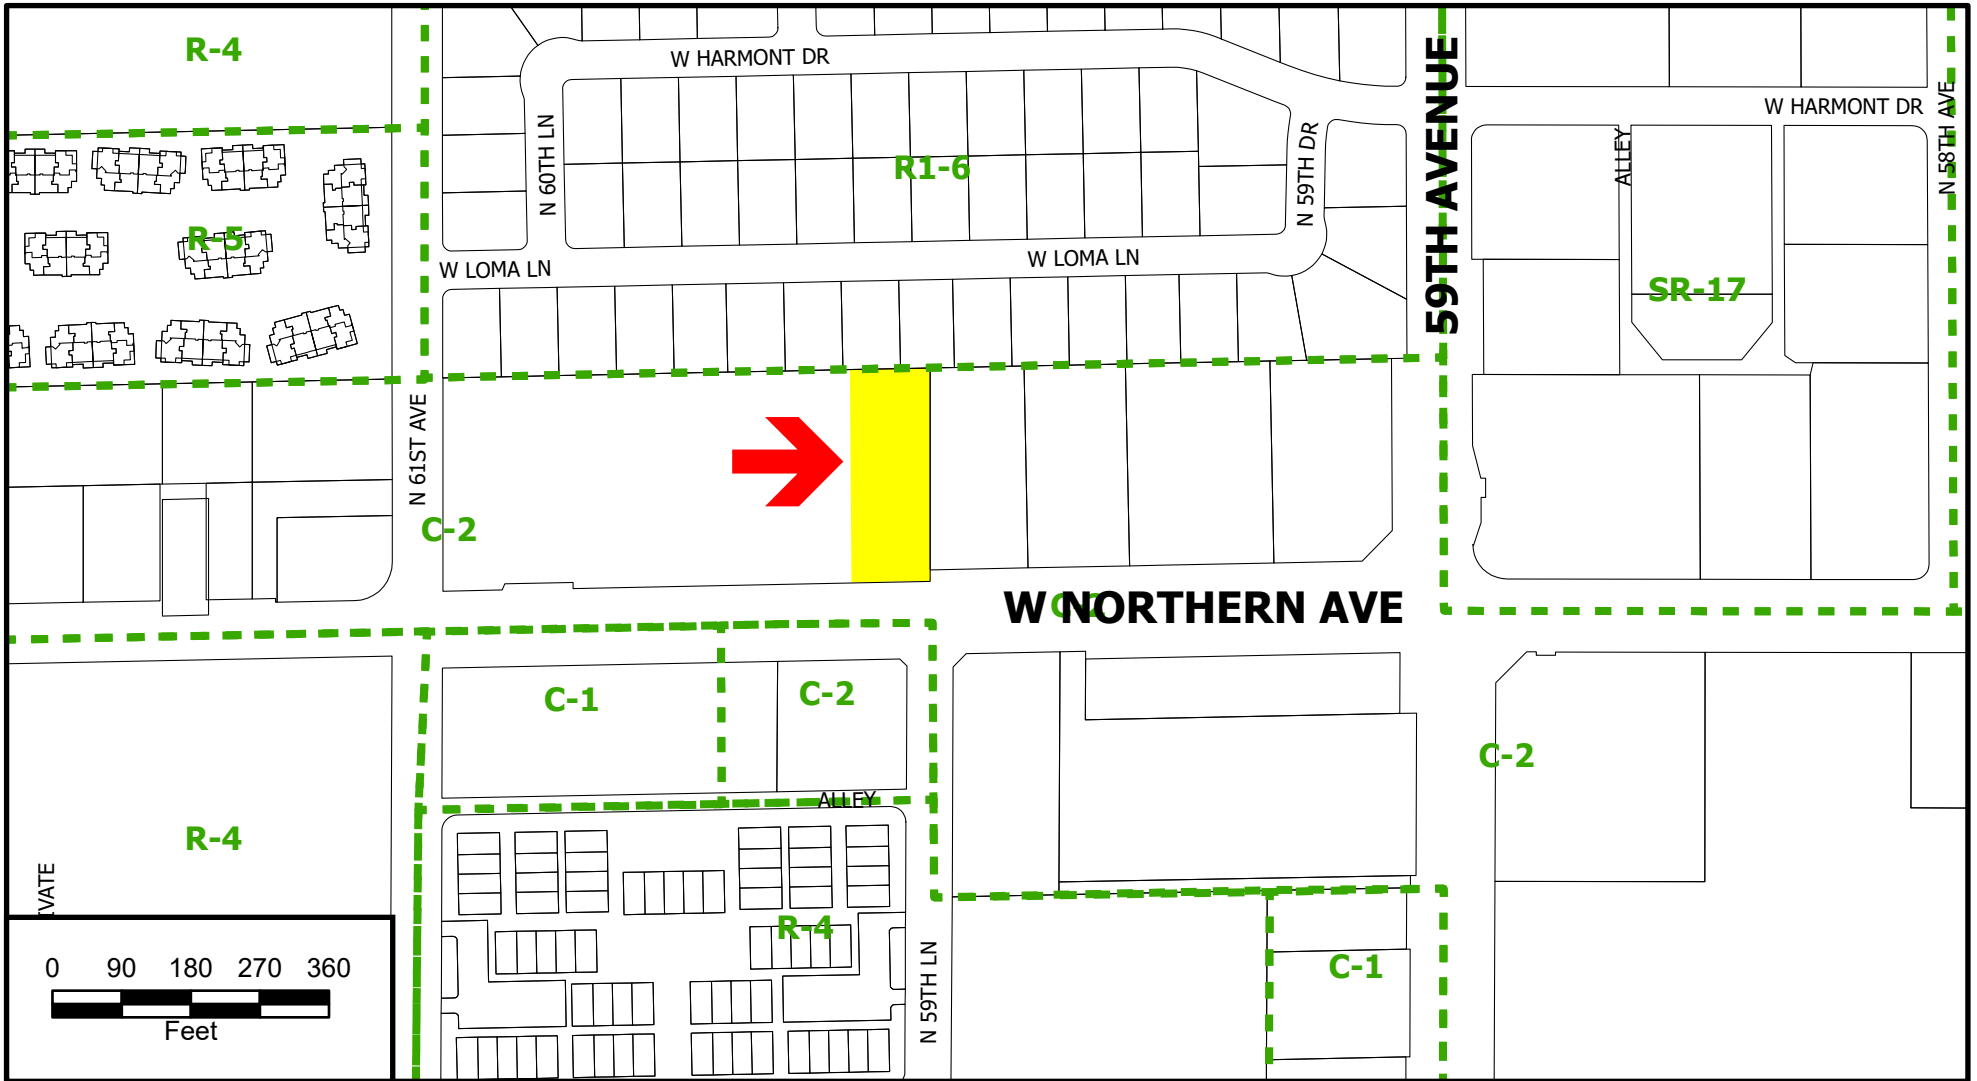 R-4
W HARMONT DR
59TH AVENUE
W HARMONT DR
N 58TH AVE
N 60TH LN
R1-6
N 59TH DR
ALLEY
R-5
W LOMA LN
W LOMA LN
SR-17
N 61ST AVE
C-2
C-2
W NORTHERN AVE
C-1
C-2
C-2
ALLEY
R-4
IVATE
R-4
N 59TH LN
C-1
0 90 180 270 360
Feet